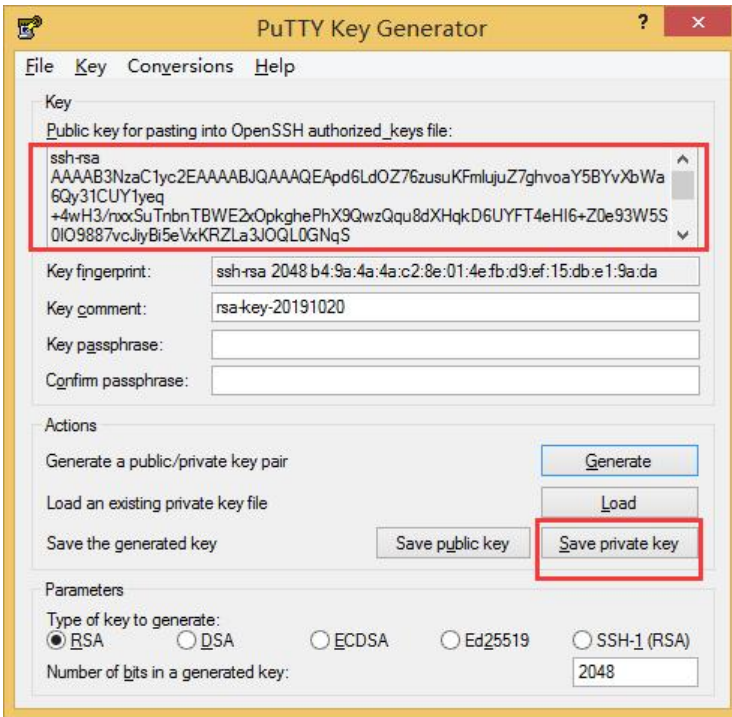 PuTTY Key Generator
? ×
File Key Conversions Help
Key
Public key for pasting into OpenSSH authorized_keys file:
ssh-rsa
AAAAB3NzaC1yc2EAAAABJQAAAQEApd6LdOZ76zusuKFmlujuZ7ghvoaY5BYvXbWa
6Qy31CUY1yeq
+4wH3/nxxSuTnbnTBWE2xOpkghePhX9QwzQqu8dXHqkD6UYFT4eHI6+Z0e93W5S
0IO9887vcJiyBi5eVxKRZLa3JOQL0GNqS
Key fingerprint: ssh-rsa 2048 b4:9a:4a:4a:c2:8e:01:4e:fb:d9:ef:15:db:e1:9a:da
Key comment: rsa-key-20191020
Key passphrase:
Confirm passphrase:
Actions
Generate a public/private key pair Generate
Load an existing private key file Load
Save the generated key Save public key Save private key
Parameters
Type of key to generate:
RSA DSA ECDSA Ed25519 SSH-1 (RSA)
Number of bits in a generated key: 2048